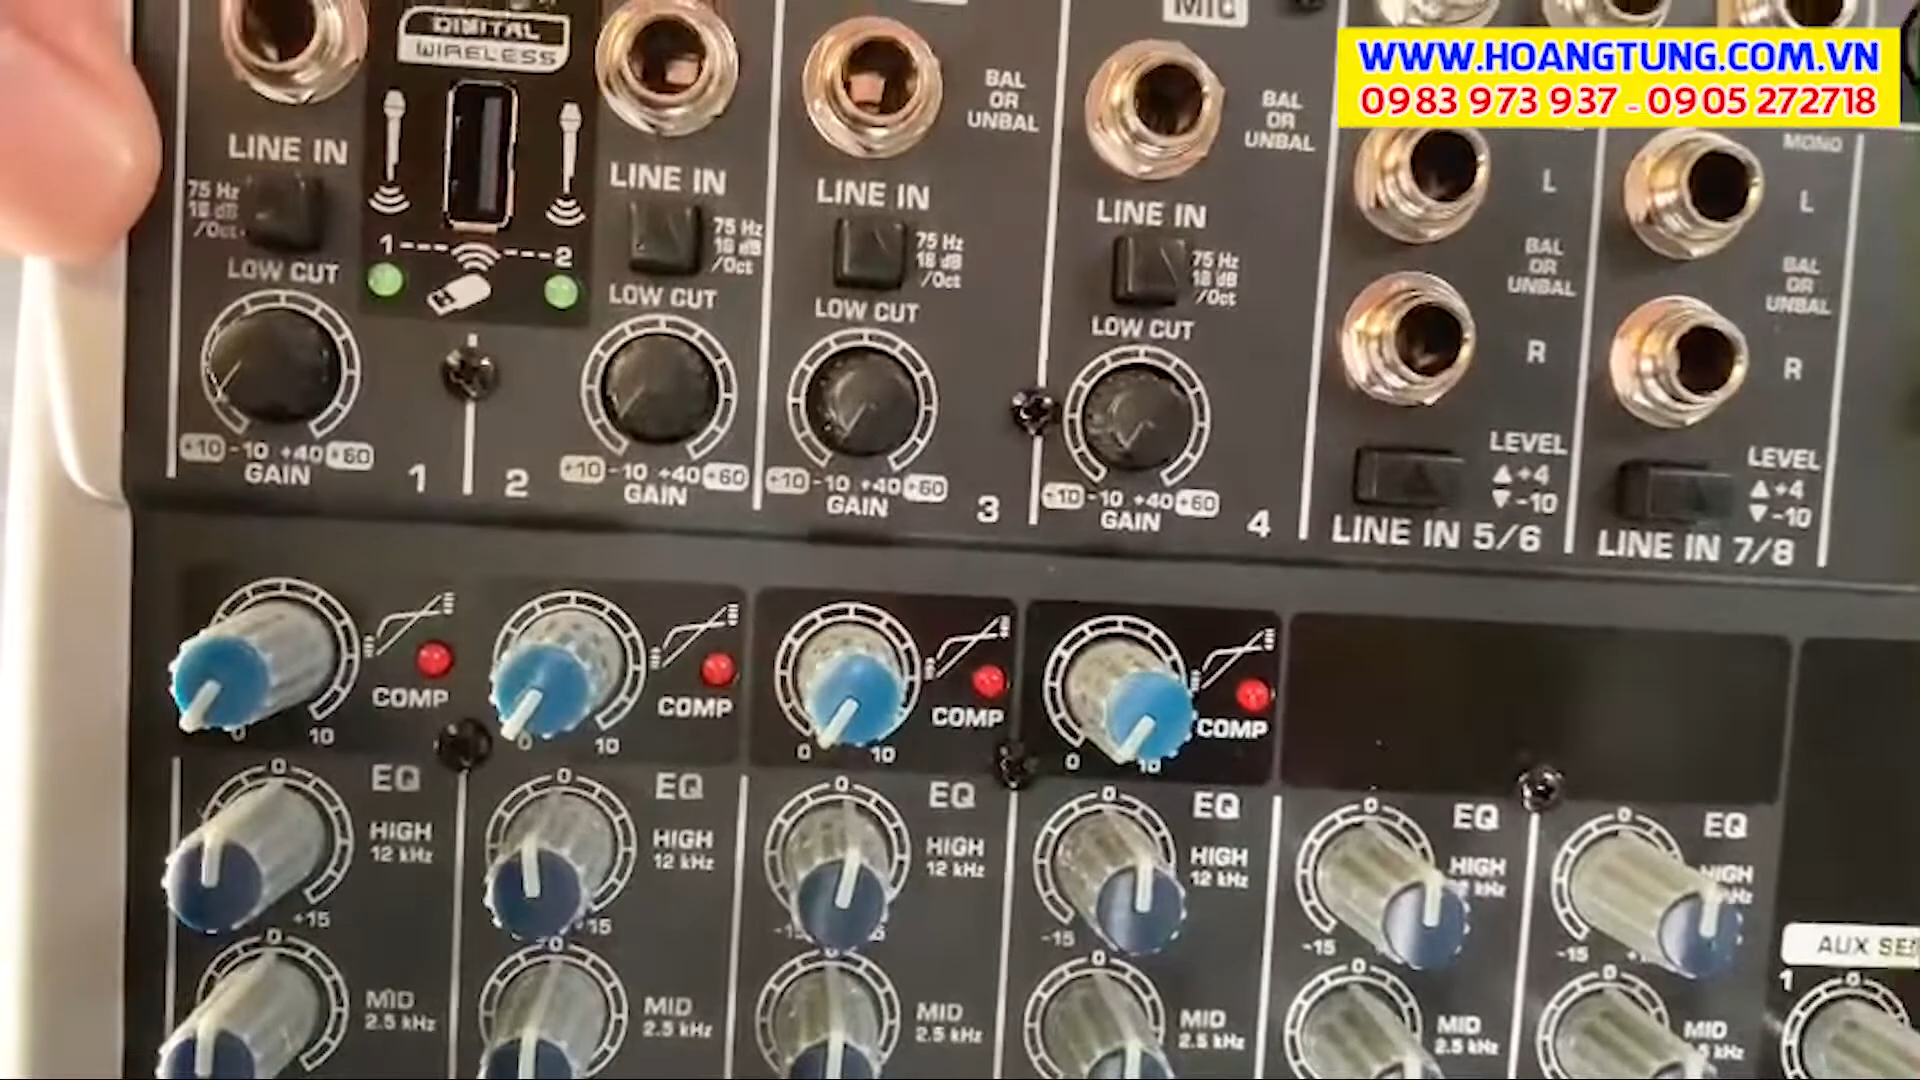 DIGITAL
WIRELESS
MIC
WWW.HOANGTUNG.COM.VN
0983 973 937 - 0905 272718
BAL
OR
UNBAL
BAL
OR
UNBAL
MONO
LINE IN
LINE IN
LINE IN
LINE IN
L
L
75 Hz
18 dB
/Oct
75 Hz
18 dB
/Oct
75 Hz
18 dB
/Oct
75 Hz
18 dB
/Oct
1
2
BAL
OR
UNBAL
BAL
OR
UNBAL
LOW CUT
LOW CUT
LOW CUT
LOW CUT
R
R
+10 -10 +40 +60
GAIN
1
2
+10 -10 +40 +60
GAIN
+10 -10 +40 +60
GAIN
3
+10 -10 +40 +60
GAIN
4
LEVEL
▲+4
▼-10
LINE IN 5/6
LEVEL
▲+4
▼-10
LINE IN 7/8
COMP
COMP
COMP
COMP
0 10
0 10
0 10
0 10
0 EQ
0 EQ
0 EQ
0 EQ
0 EQ
0 EQ
HIGH
12 kHz
HIGH
12 kHz
HIGH
12 kHz
HIGH
12 kHz
HIGH
kHz
HIGH
+15
15
-15
-15
-15
-15
AUX SE
1
0
0
0
0
0
0
0
MID
2.5 kHz
MID
2.5 kHz
MID
2.5 kHz
MID
2.5 kHz
MID
2.5 kHz
MID
5 kHz